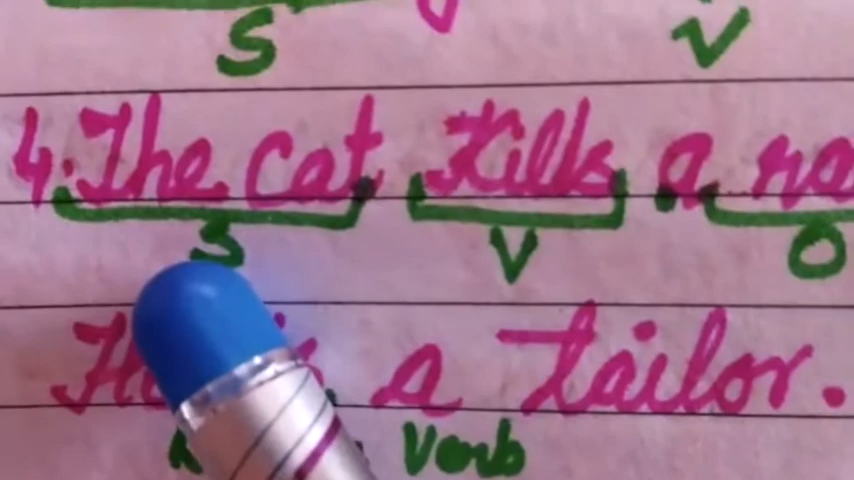 S V
4. The cat Kills a
S V O
a tailor.
Verb